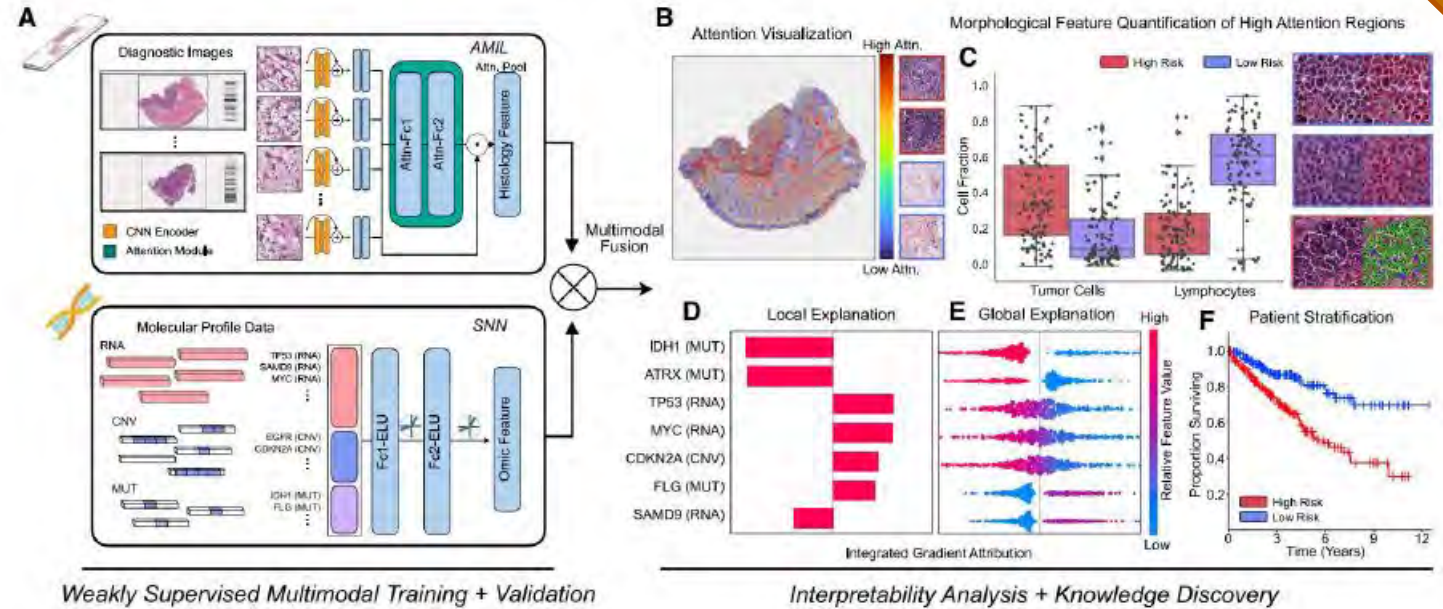 A
Diagnostic Images
AMIL
Attn. Pool
Attn-Fc1
Attn-Fc2
Histology Feature
CNN Encoder
Attention Module
Multimodal
Fusion
Molecular Profile Data
SNN
RNA
TP53 (RNA)
SAMD9 (RNA)
MYC (RNA)
CNV
EGFR (CNV)
CDKN2A (CNV)
MUT
IDH1 (MUT)
FLG (MUT)
Fc1-ELU
Fc2-ELU
Omic Feature
Weakly Supervised Multimodal Training + Validation
B
Attention Visualization
High Attn.
Low Attn.
Morphological Feature Quantification of High Attention Regions
C
High Risk
Low Risk
Cell Fraction
1.0
0.8
0.6
0.4
0.2
0.0
Tumor Cells
Lymphocytes
D
Local Explanation
IDH1 (MUT)
ATRX (MUT)
TP53 (RNA)
MYC (RNA)
CDKN2A (CNV)
FLG (MUT)
SAMD9 (RNA)
E
Global Explanation
High
Relative Feature Value
Low
Integrated Gradient Attribution
F
Patient Stratification
Proportion Surviving
1.0
0.8
0.6
0.4
0.2
High Risk
Low Risk
0
3
6
9
12
Time (Years)
Interpretability Analysis + Knowledge Discovery